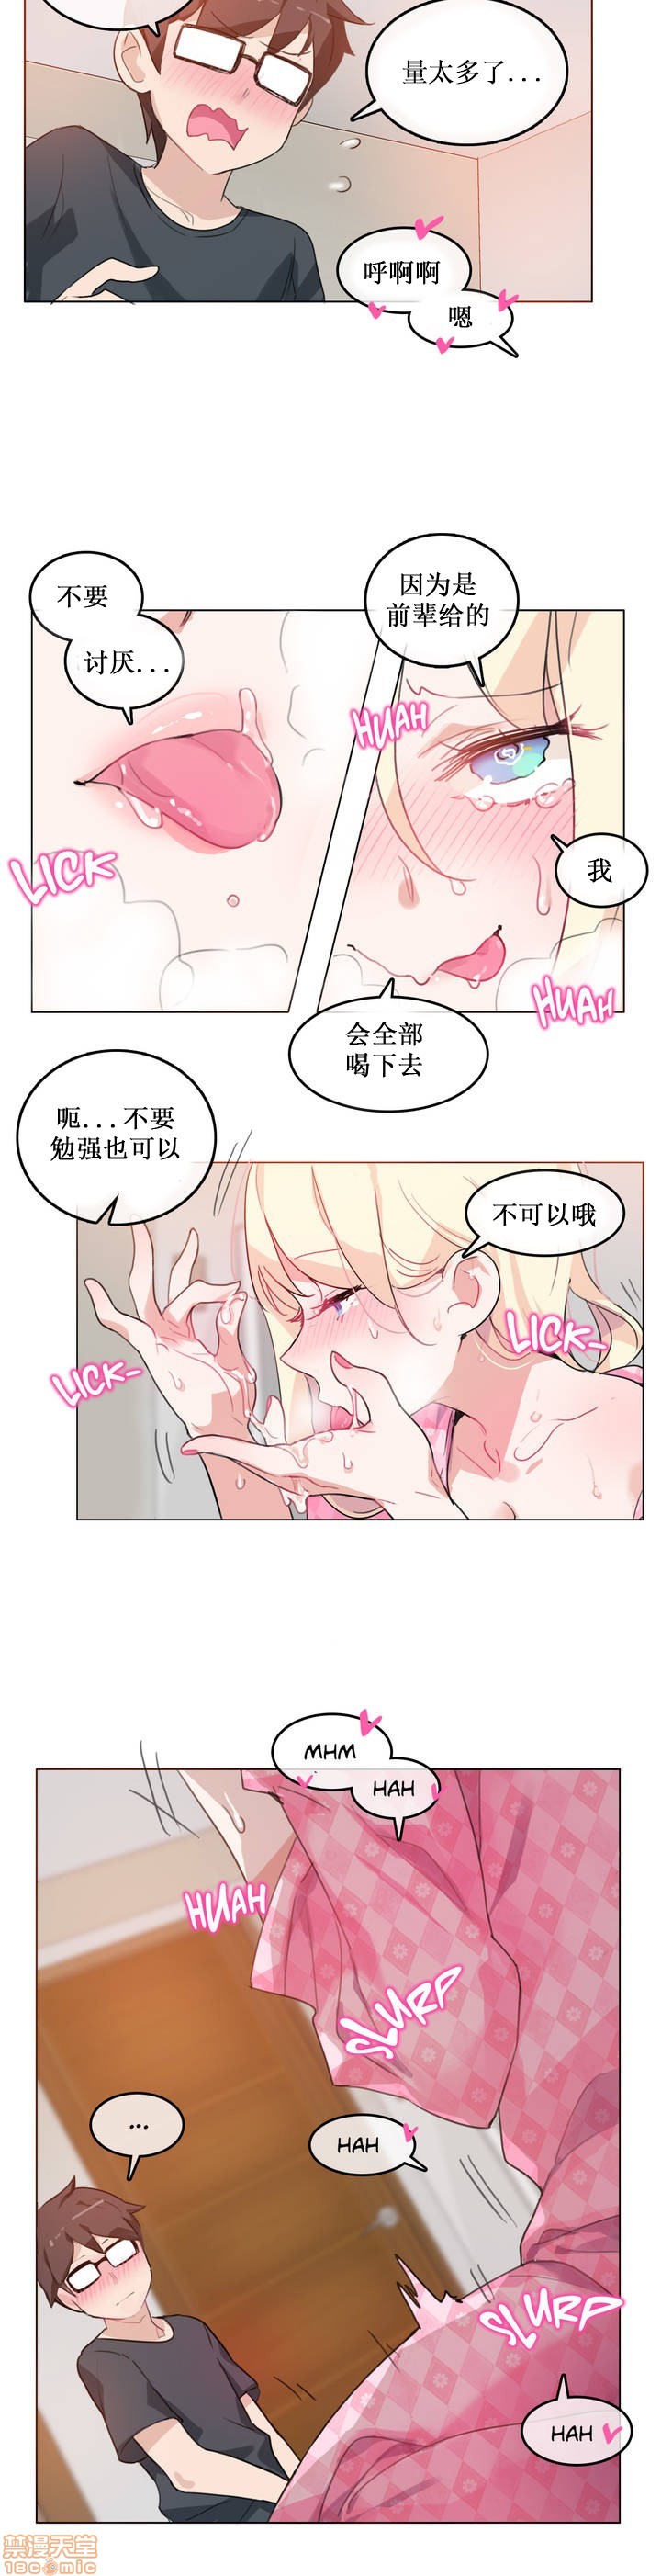 量太多了...
呼啊啊
嗯
不要
讨厌...
因为是
前辈给的
HUAH
LICK
我
HUAH
会全部
喝下去
呃...不要
勉强也可以
不可以哦
LICK-
LICK-
MHM
HAH
HUAH
SLURP
...
HAH
SLURP
HAH
禁漫天堂
18comic